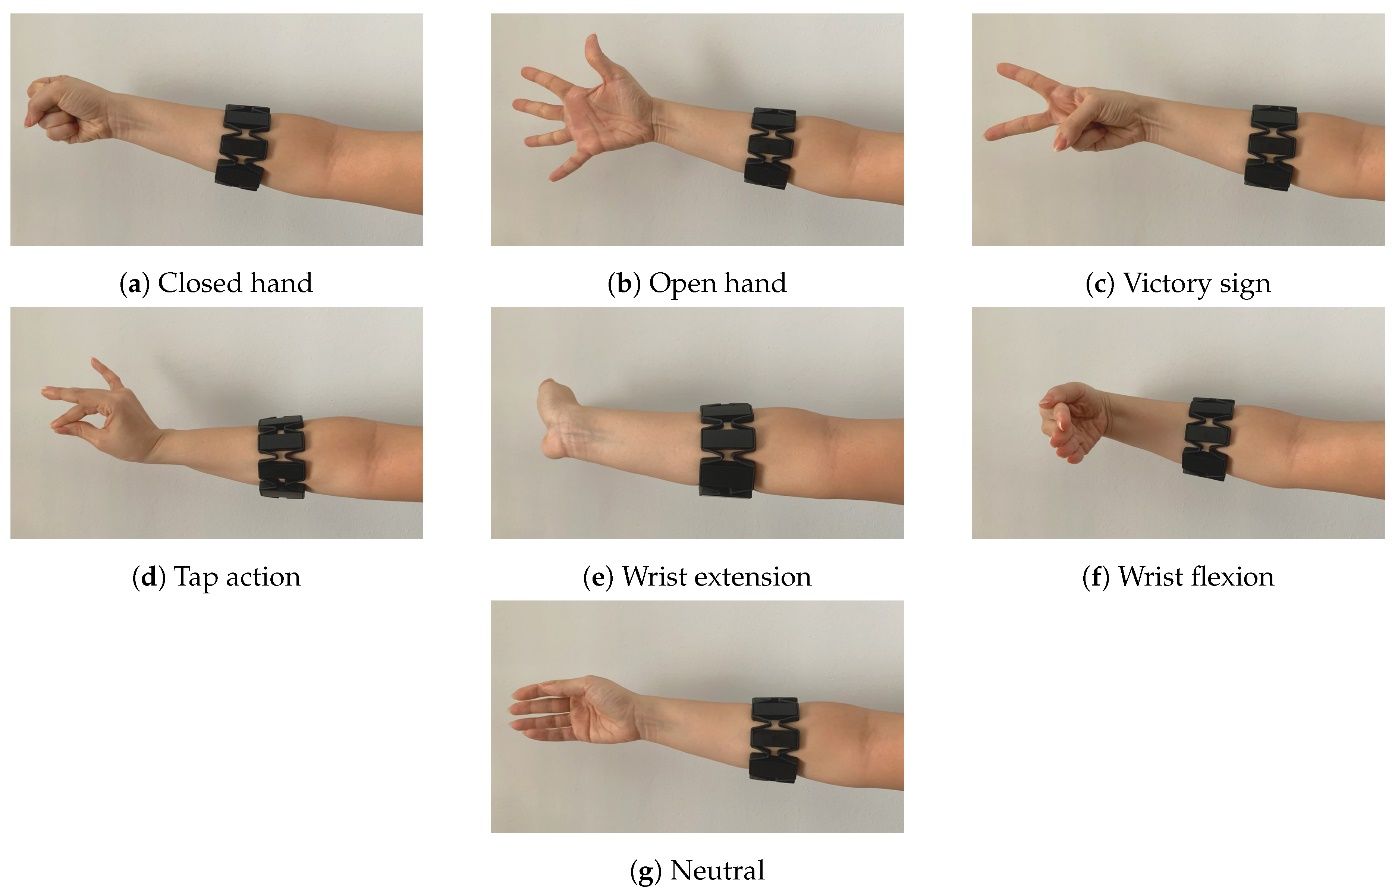 (a) Closed hand
(b) Open hand
(c) Victory sign
(d) Tap action
(e) Wrist extension
(f) Wrist flexion
(g) Neutral